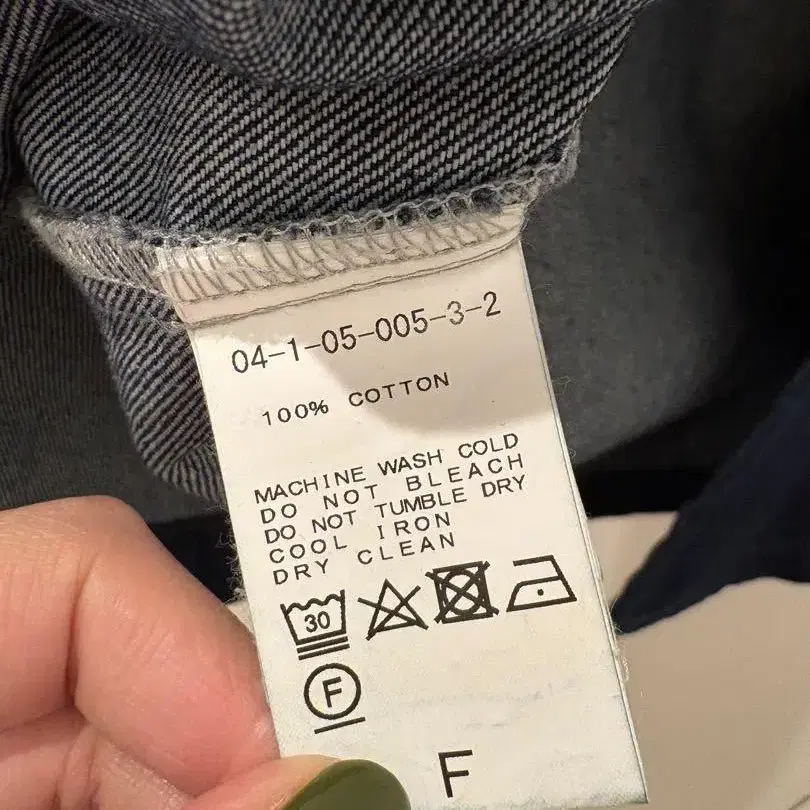 04-1-05-005-3-2
100% COTTON
MACHINE WASH COLD
DO NOT BLEACH
DO NOT TUMBLE DRY
COOL IRON
DRY CLEAN
30
F
F